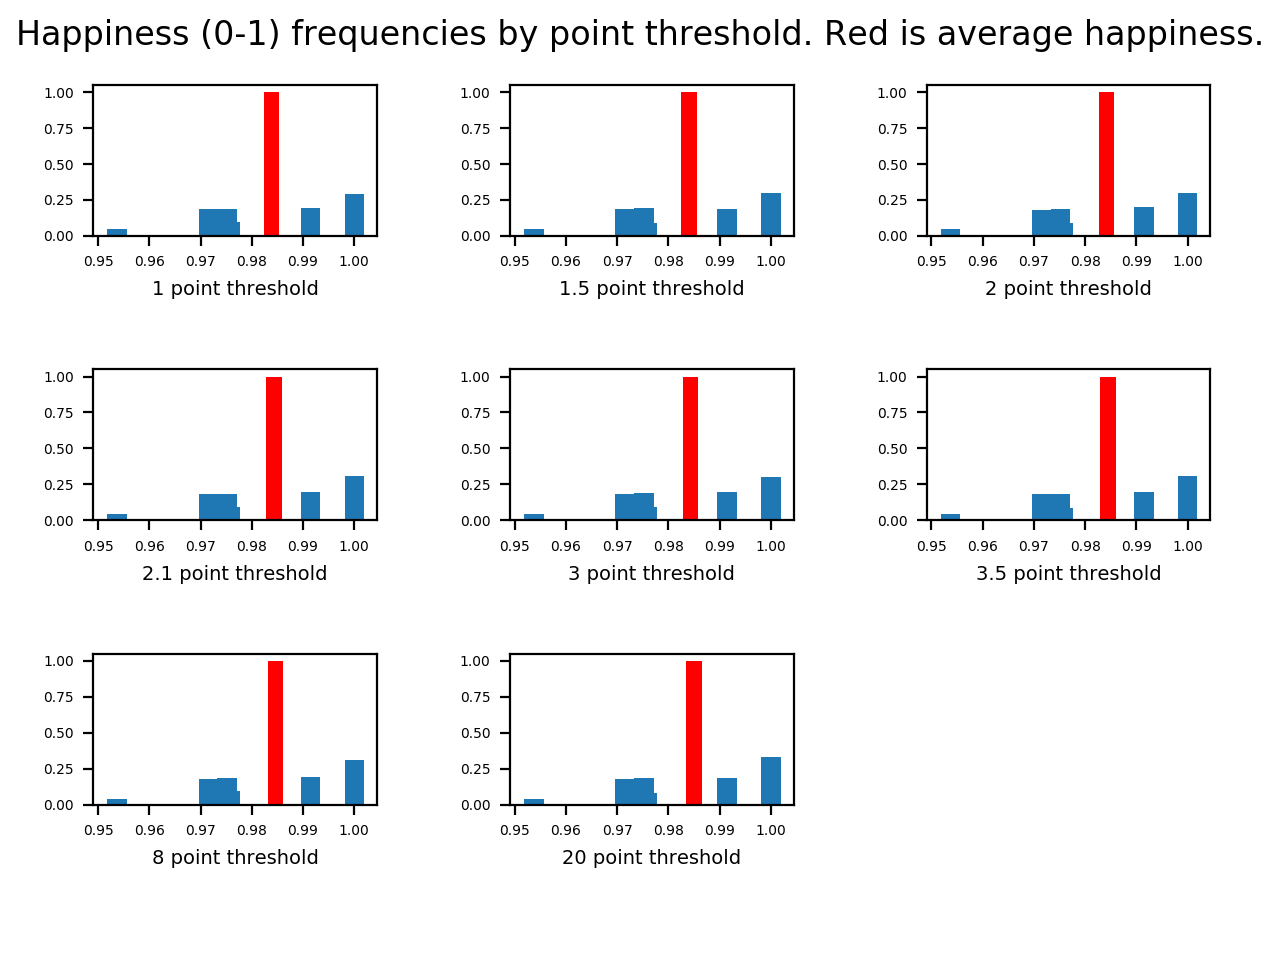 Happiness (0-1) frequencies by point threshold. Red is average happiness.
1.00 0.75 0.50 0.25 0.00
0.95 0.96 0.97 0.98 0.99 1.00
1 point threshold
1.00 0.75 0.50 0.25 0.00
0.95 0.96 0.97 0.98 0.99 1.00
1.5 point threshold
1.00 0.75 0.50 0.25 0.00
0.95 0.96 0.97 0.98 0.99 1.00
2 point threshold
1.00 0.75 0.50 0.25 0.00
0.95 0.96 0.97 0.98 0.99 1.00
2.1 point threshold
1.00 0.75 0.50 0.25 0.00
0.95 0.96 0.97 0.98 0.99 1.00
3 point threshold
1.00 0.75 0.50 0.25 0.00
0.95 0.96 0.97 0.98 0.99 1.00
3.5 point threshold
1.00 0.75 0.50 0.25 0.00
0.95 0.96 0.97 0.98 0.99 1.00
8 point threshold
1.00 0.75 0.50 0.25 0.00
0.95 0.96 0.97 0.98 0.99 1.00
20 point threshold